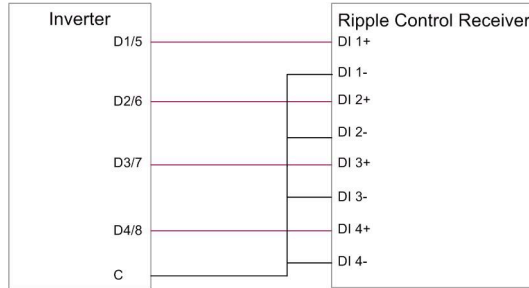 Inverter
D1/5
D2/6
D3/7
D4/8
C
Ripple Control Receiver
DI 1+
DI 1-
DI 2+
DI 2-
DI 3+
DI 3-
DI 4+
DI 4-